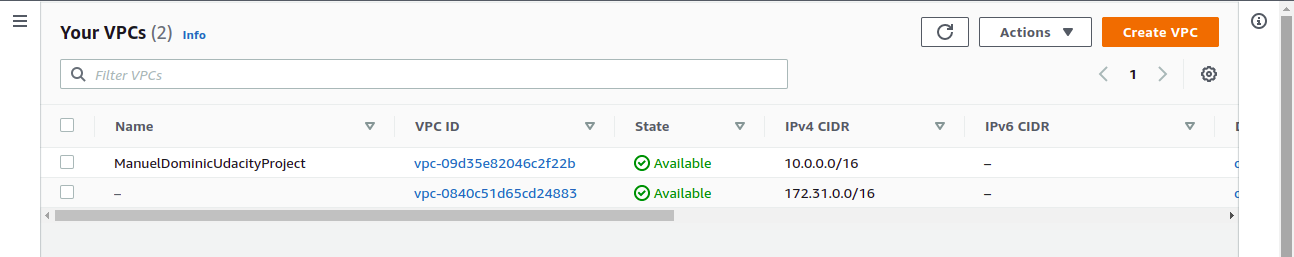 Your VPCs (2) Info
Actions
Create VPC
Filter VPCs
1
Name VPC ID State IPv4 CIDR IPv6 CIDR
ManuelDominicUdacityProject vpc-09d35e82046c2f22b Available 10.0.0.0/16 –
– vpc-0840c51d65cd24883 Available 172.31.0.0/16 –